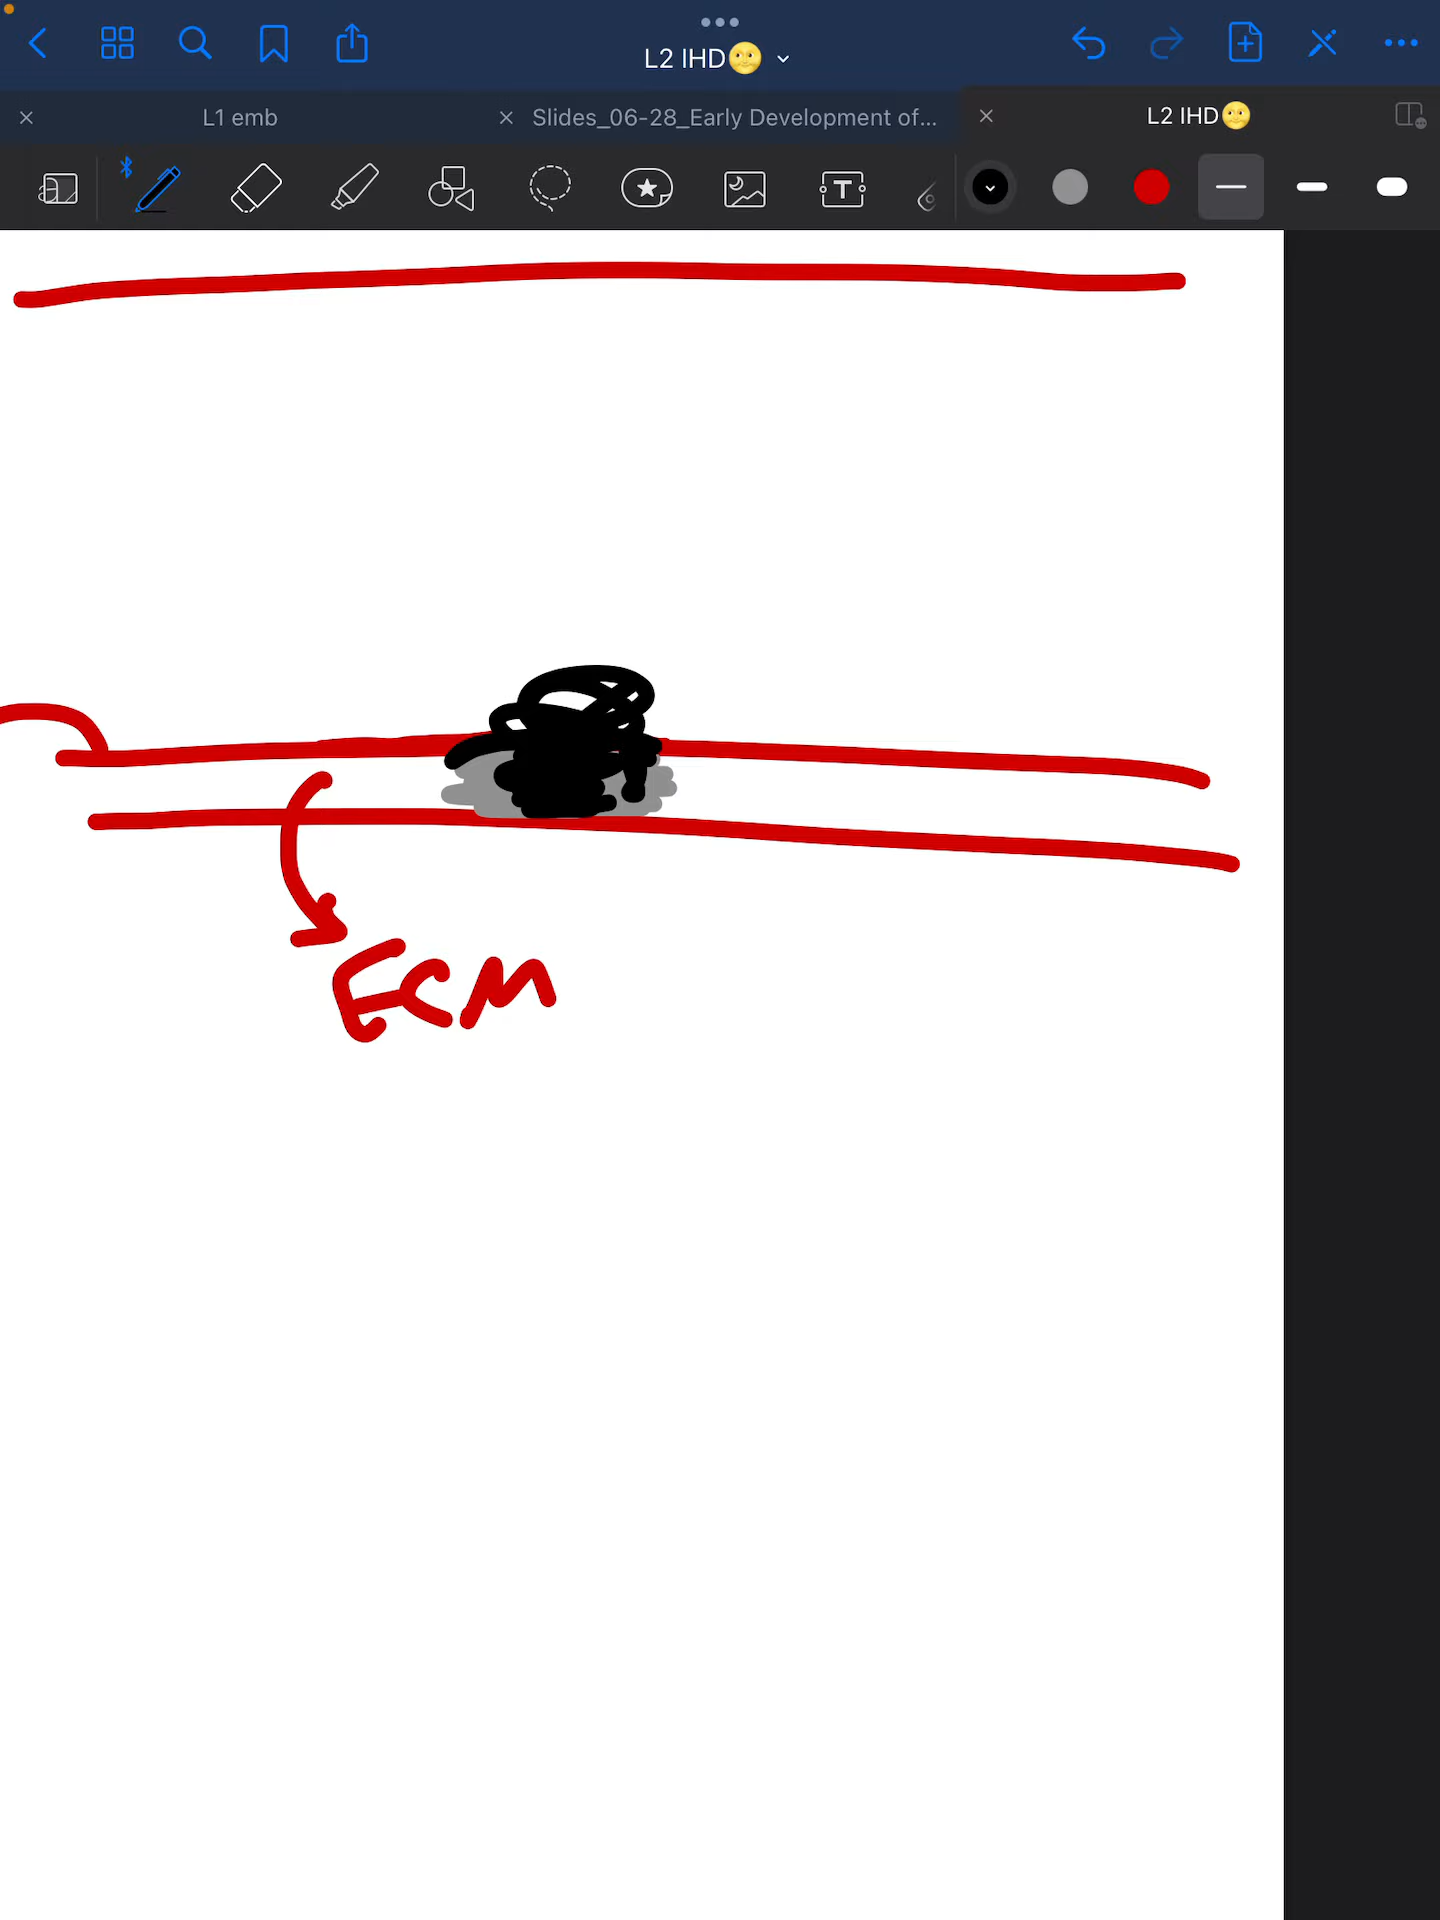 L2 IHD🌝
L1 emb
Slides_06-28_Early Development of...
L2 IHD🌝
ECM